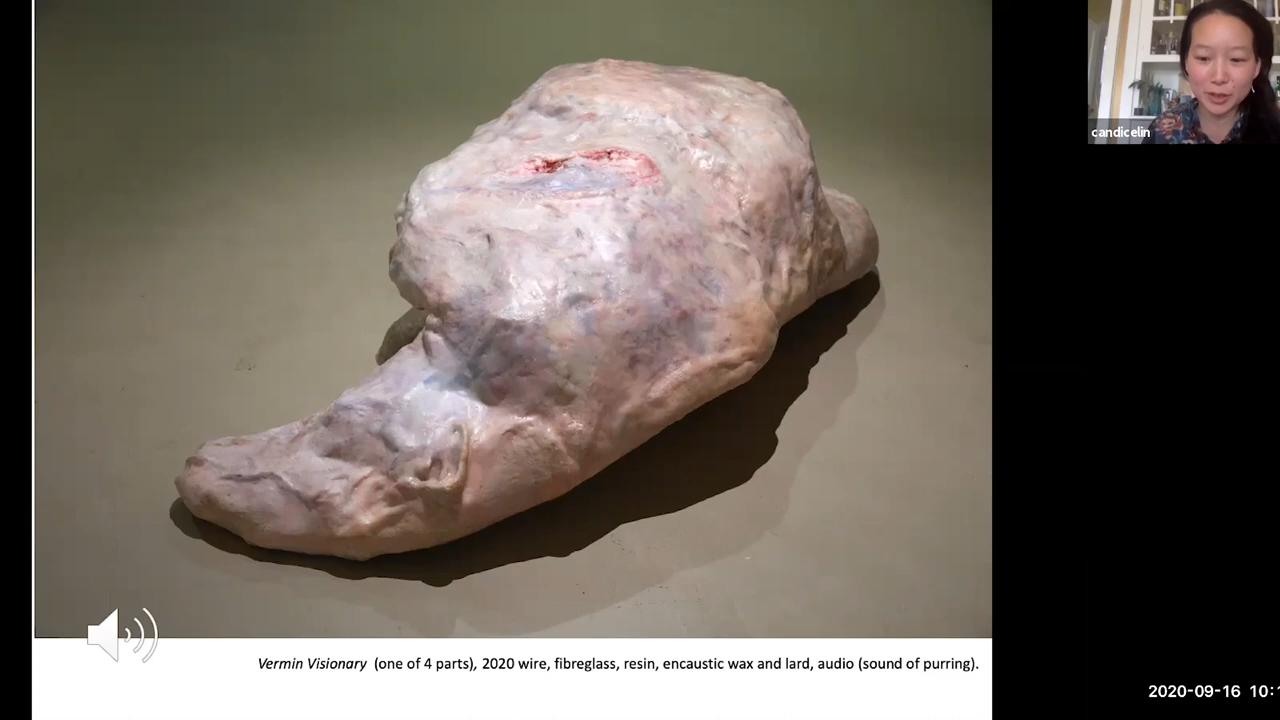 candicelin
Vermin Visionary (one of 4 parts), 2020 wire, fibreglass, resin, encaustic wax and lard, audio (sound of purring).
2020-09-16 10: